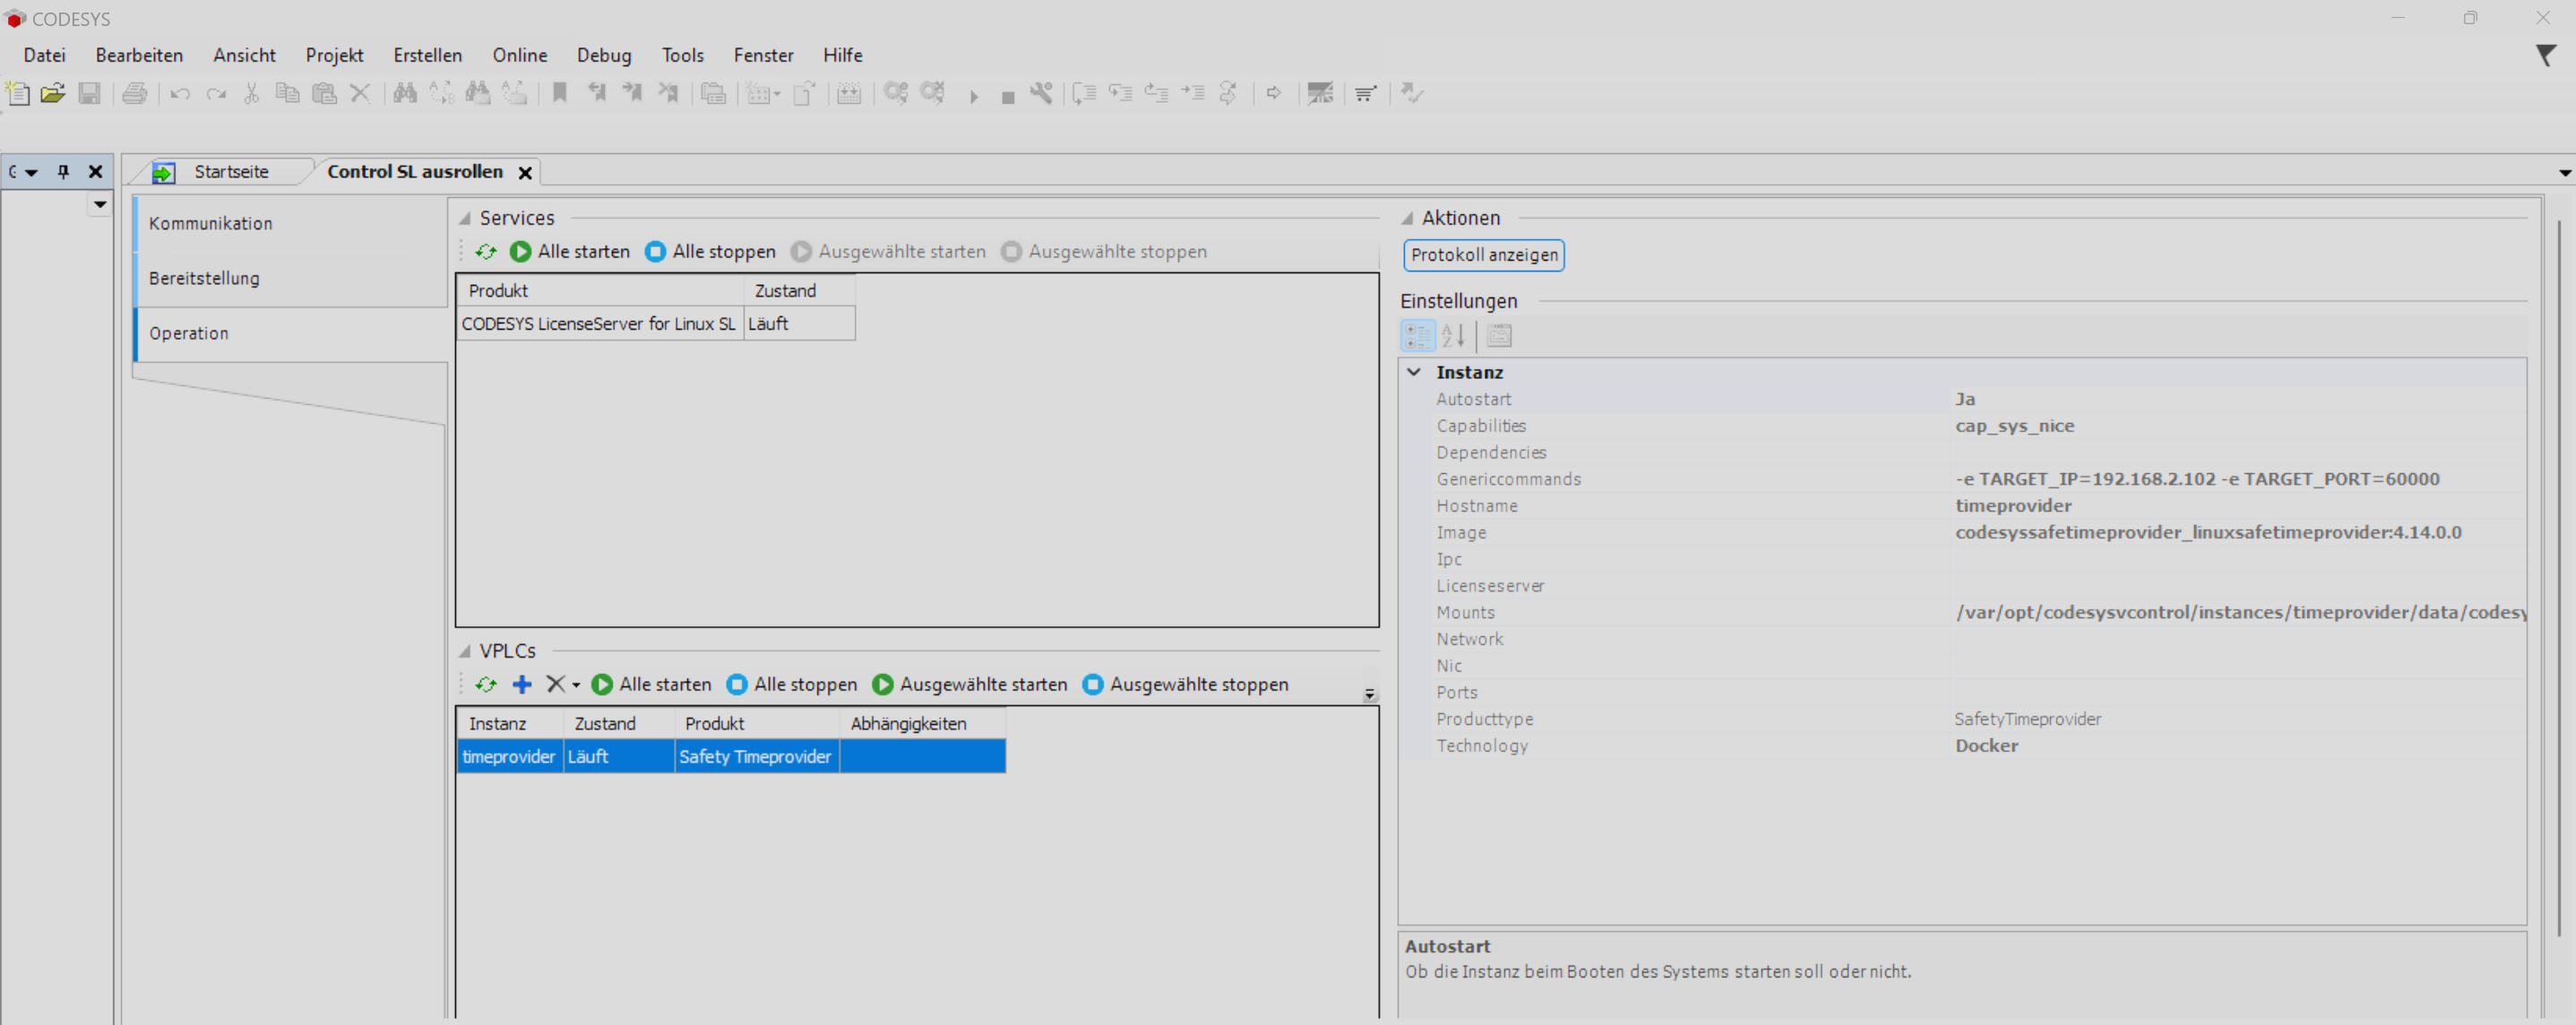 CODESYS
Datei Bearbeiten Ansicht Projekt Erstellen Online Debug Tools Fenster Hilfe
Startseite Control SL ausrollen
Kommunikation
Bereitstellung
Operation
Services
Alle starten Alle stoppen Ausgewählte starten Ausgewählte stoppen
Produkt Zustand
CODESYS LicenseServer for Linux SL Läuft
VPLCs
Alle starten Alle stoppen Ausgewählte starten Ausgewählte stoppen
Instanz Zustand Produkt Abhängigkeiten
timeprovider Läuft Safety Timeprovider
Aktionen
Protokoll anzeigen
Einstellungen
Instanz
Autostart Ja
Capabilities cap_sys_nice
Dependencies
Genericcommands -e TARGET_IP=192.168.2.102 -e TARGET_PORT=60000
Hostname timeprovider
Image codesyssafetimeprovider_linuxsafetimeprovider:4.14.0.0
Ipc
Licenseserver
Mounts /var/opt/codesysvcontrol/instances/timeprovider/data/codesy
Network
Nic
Ports
Producttype SafetyTimeprovider
Technology Docker
Autostart
Ob die Instanz beim Booten des Systems starten soll oder nicht.